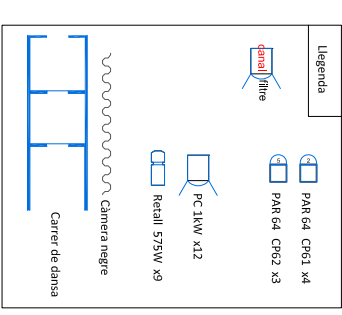 Llegenda
canal
filtre
2
PAR 64 CP61 x4
5
PAR 64 CP62 x3
PC 1kW x12
Retall 575W x9
Càmera negre
Carrer de dansa